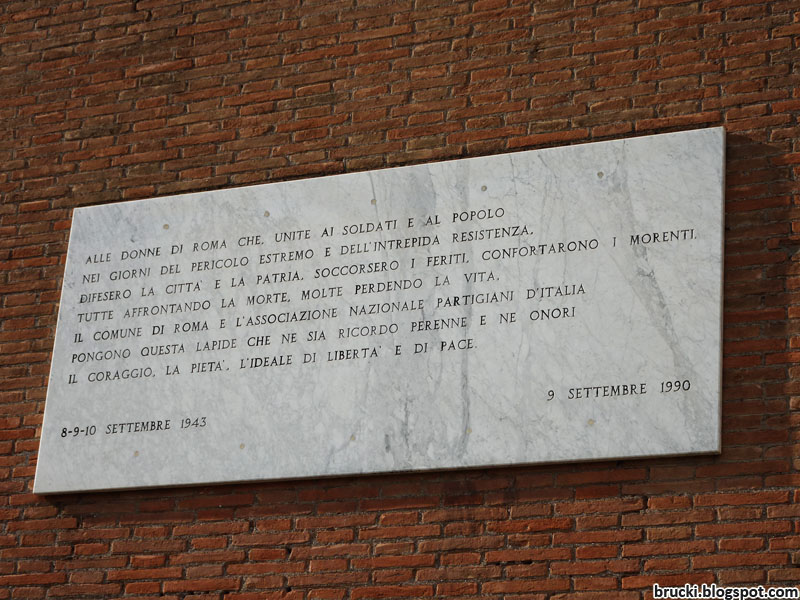 ALLE DONNE DI ROMA CHE, UNITE AI SOLDATI E AL POPOLO
NEI GIORNI DEL PERICOLO ESTREMO E DELL'INTREPIDA RESISTENZA,
DIFESERO LA CITTA' E LA PATRIA, SOCCORSERO I FERITI, CONFORTARONO I MORENTI.
TUTTE AFFRONTANDO LA MORTE, MOLTE PERDENDO LA VITA,
IL COMUNE DI ROMA E L'ASSOCIAZIONE NAZIONALE PARTIGIANI D'ITALIA
PONGONO QUESTA LAPIDE CHE NE SIA RICORDO PERENNE E NE ONORI
IL CORAGGIO, LA PIETA', L'IDEALE DI LIBERTA' E DI PACE.
8-9-10 SETTEMBRE 1943
9 SETTEMBRE 1990
brucki.blogspot.com